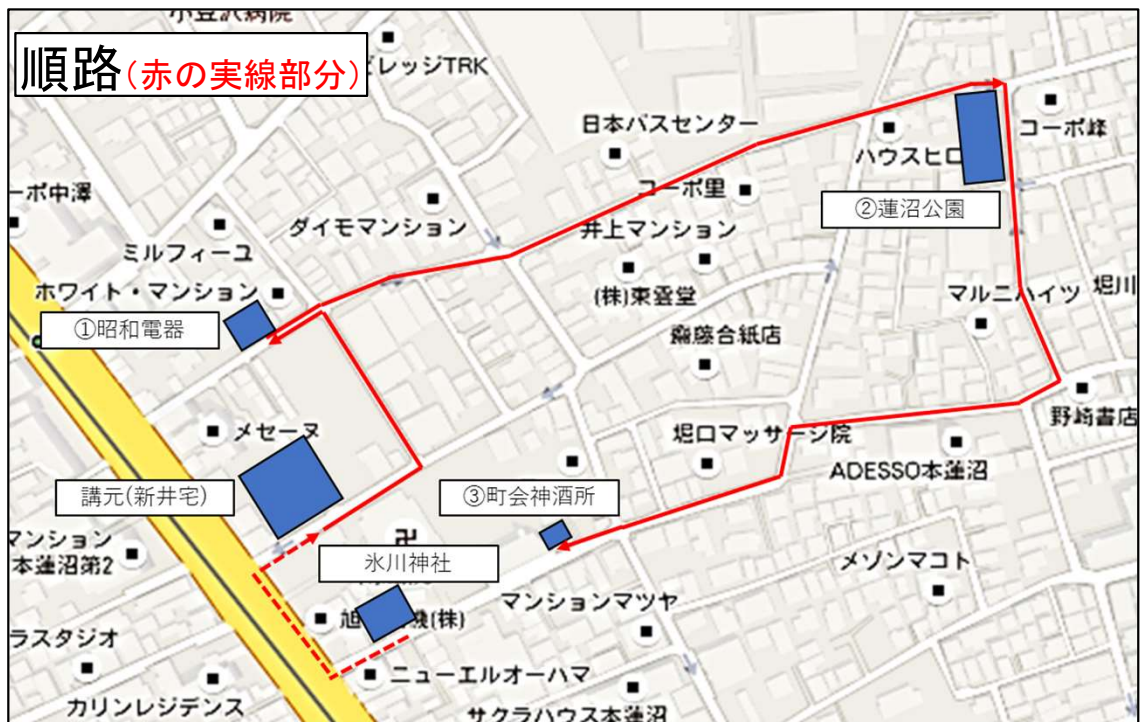 小豆沢病院
順路(赤の実線部分)
ビレッジTRK
日本バスセンター
コーポ峰
ハウスヒロ
コーポ里
ーポ中澤
②蓮沼公園
ダイモマンション
井上マンション
ミルフィーユ
ホワイト・マンション
(株)東雲堂
マルニハイツ
堀川
①昭和電器
齋藤合紙店
野崎書店
メセーヌ
堀口マッサージ院
ADESSO本蓮沼
講元(新井宅)
③町会神酒所
卍
マンション
本蓮沼第2
氷川神社
メゾンマコト
マンションマツヤ
旭
機(株)
ラスタジオ
ニューエルオーハマ
カリンレジデンス
サクラハウス本蓮沼